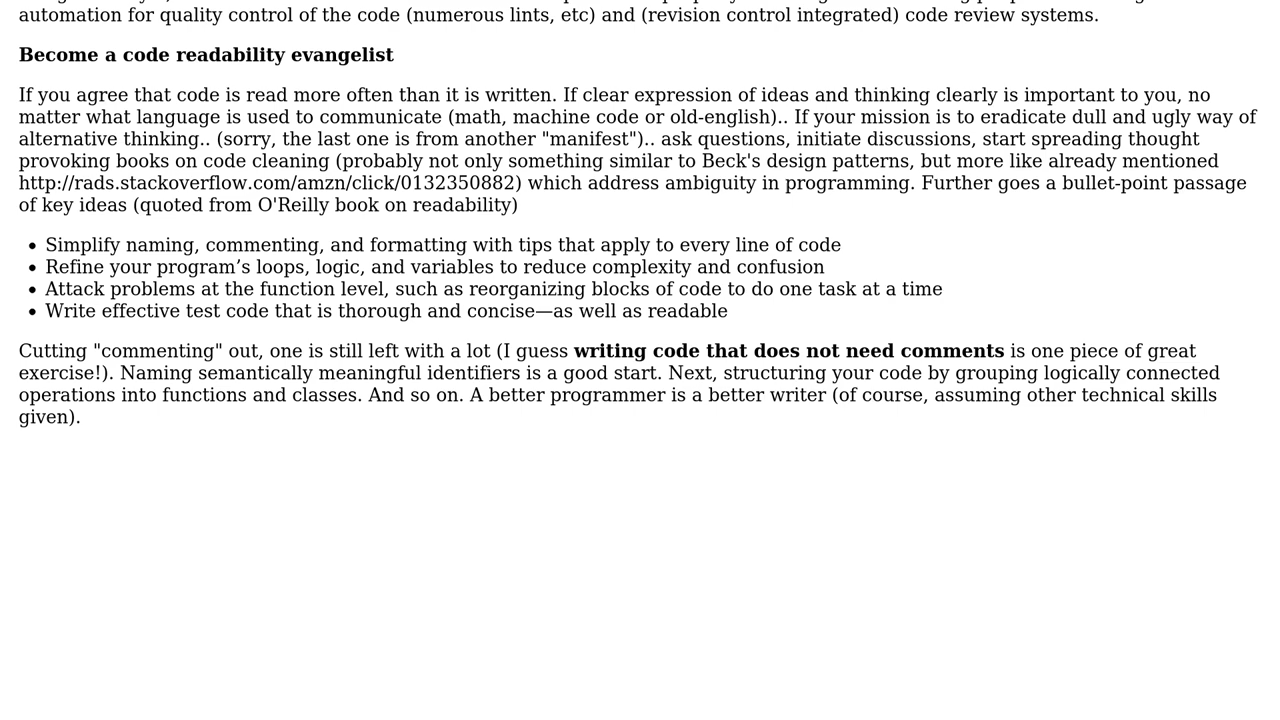 automation for quality control of the code (numerous lints, etc) and (revision control integrated) code review systems.
Become a code readability evangelist
If you agree that code is read more often than it is written. If clear expression of ideas and thinking clearly is important to you, no
matter what language is used to communicate (math, machine code or old-english).. If your mission is to eradicate dull and ugly way of
alternative thinking.. (sorry, the last one is from another "manifest").. ask questions, initiate discussions, start spreading thought
provoking books on code cleaning (probably not only something similar to Beck's design patterns, but more like already mentioned
http://rads.stackoverflow.com/amzn/click/0132350882) which address ambiguity in programming. Further goes a bullet-point passage
of key ideas (quoted from O'Reilly book on readability)
• Simplify naming, commenting, and formatting with tips that apply to every line of code
• Refine your program’s loops, logic, and variables to reduce complexity and confusion
• Attack problems at the function level, such as reorganizing blocks of code to do one task at a time
• Write effective test code that is thorough and concise—as well as readable
Cutting "commenting" out, one is still left with a lot (I guess writing code that does not need comments is one piece of great
exercise!). Naming semantically meaningful identifiers is a good start. Next, structuring your code by grouping logically connected
operations into functions and classes. And so on. A better programmer is a better writer (of course, assuming other technical skills
given).